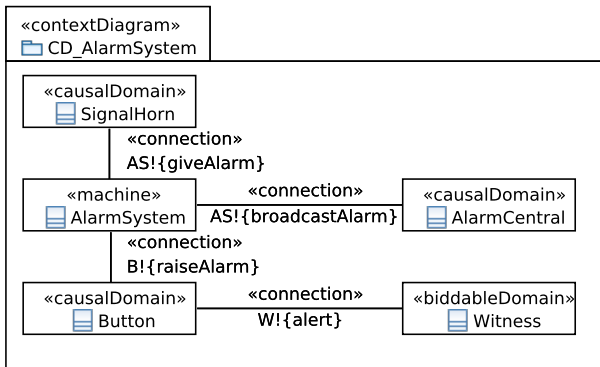 «contextDiagram»
CD_AlarmSystem
«causalDomain»
SignalHorn
«connection»
AS!{giveAlarm}
«machine»
AlarmSystem
«connection»
AS!{broadcastAlarm}
«causalDomain»
AlarmCentral
«connection»
B!{raiseAlarm}
«causalDomain»
Button
«connection»
W!{alert}
«biddableDomain»
Witness